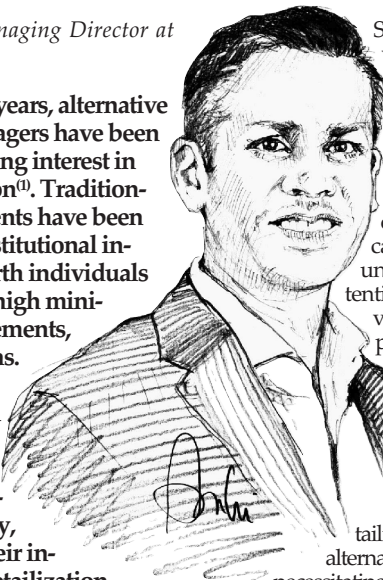 naging Director at
years, alternative
agers have been
ing interest in
on(1). Tradition-
ents have been
stitutional in-
rth individuals
high mini-
ements,
ns.
y,
eir in-
tailization
S
c
ca
un
tenti
v
p
tail
alterna
necessitating